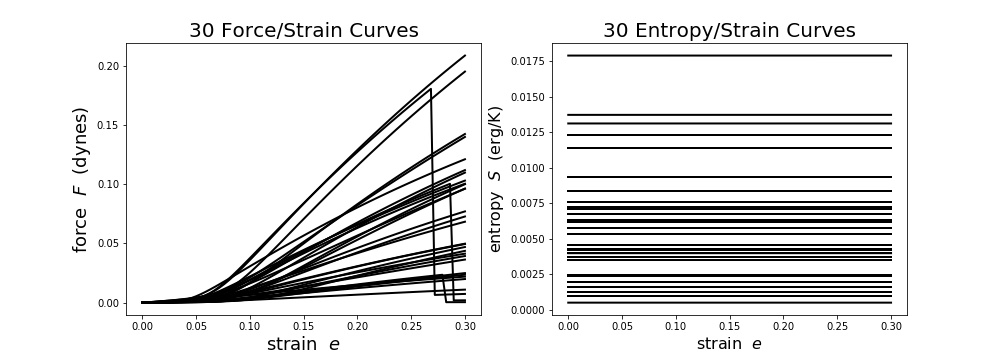 30 Force/Strain Curves
force F (dynes)
0.20
0.15
0.10
0.05
0.00
0.00 0.05 0.10 0.15 0.20 0.25 0.30
strain e
30 Entropy/Strain Curves
entropy S (erg/K)
0.0175
0.0150
0.0125
0.0100
0.0075
0.0050
0.0025
0.0000
0.00 0.05 0.10 0.15 0.20 0.25 0.30
strain e